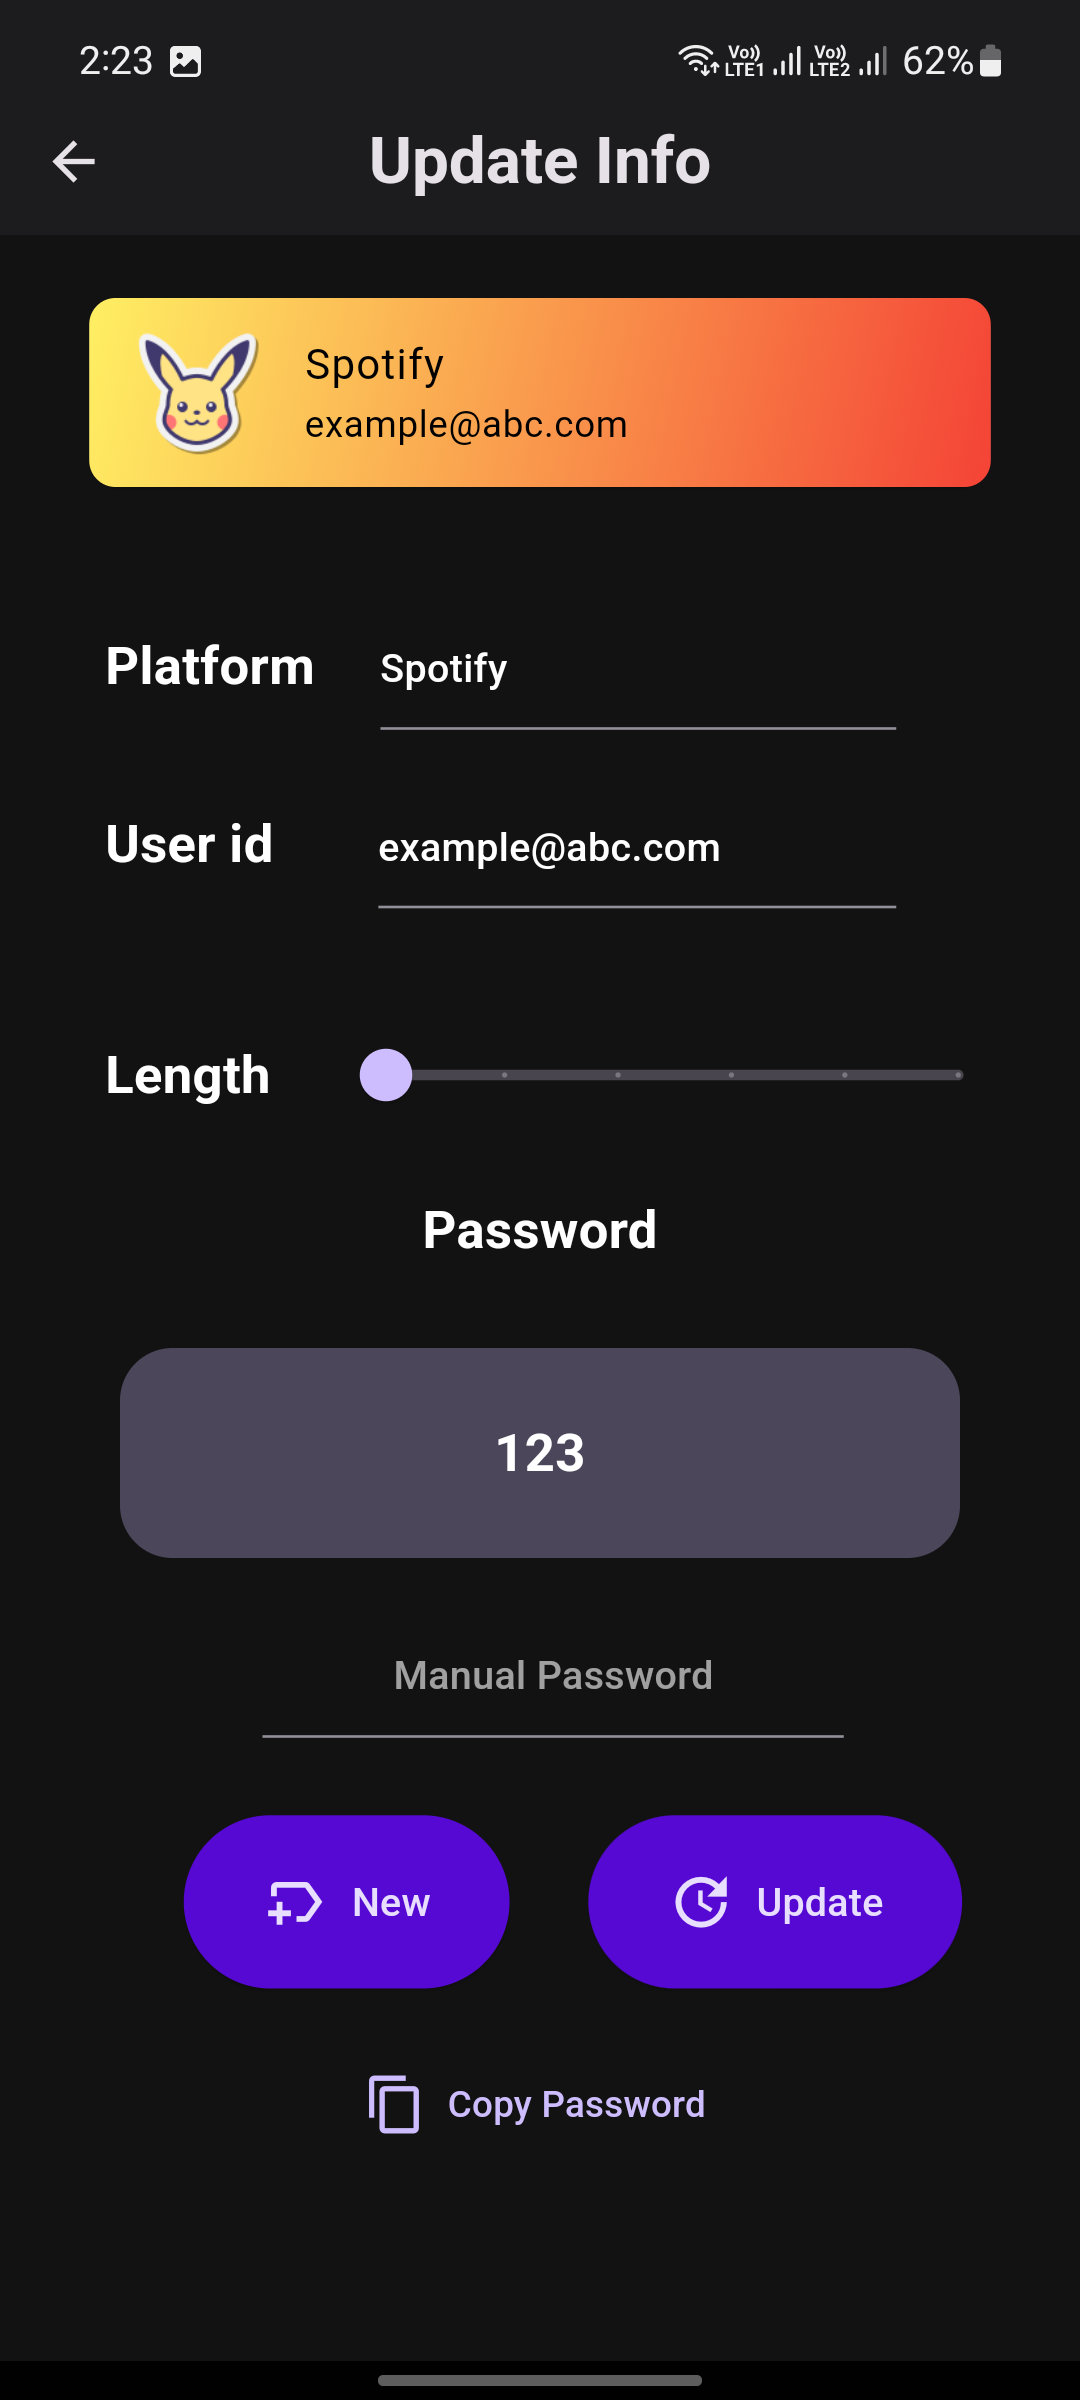 2:23 Vo)) LTE1 Vo)) LTE2 62%
Update Info
Spotify
example@abc.com
Platform Spotify
User id example@abc.com
Length
Password
123
Manual Password
New Update
Copy Password